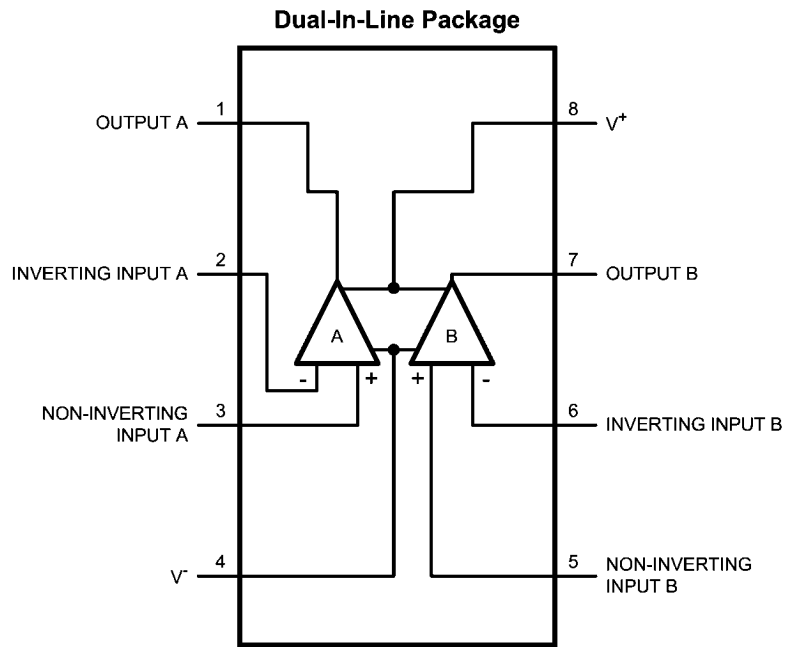 Dual-In-Line Package
1
OUTPUT A
8
V+
2
INVERTING INPUT A
7
OUTPUT B
A
B
-
+
+
-
3
NON-INVERTING
INPUT A
6
INVERTING INPUT B
4
V-
5
NON-INVERTING
INPUT B